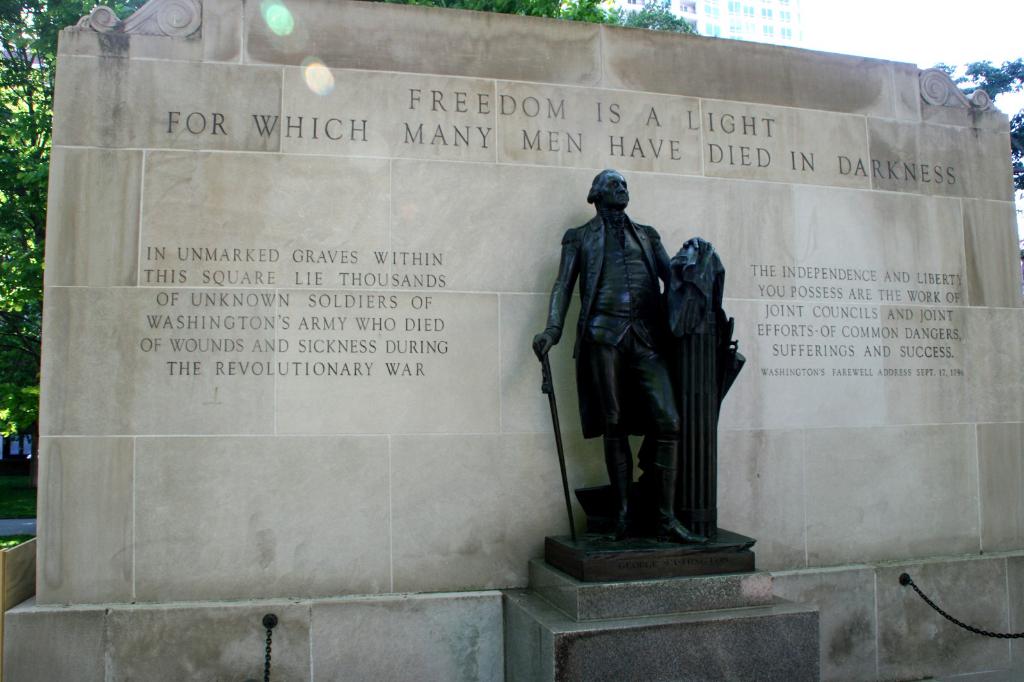 FREEDOM IS A LIGHT
FOR WHICH MANY MEN HAVE DIED IN DARKNESS
IN UNMARKED GRAVES WITHIN
THIS SQUARE LIE THOUSANDS
OF UNKNOWN SOLDIERS OF
WASHINGTON'S ARMY WHO DIED
OF WOUNDS AND SICKNESS DURING
THE REVOLUTIONARY WAR
THE INDEPENDENCE AND LIBERTY
YOU POSSESS ARE THE WORK OF
JOINT COUNCILS AND JOINT
EFFORTS·OF COMMON DANGERS,
SUFFERINGS AND SUCCESS.
WASHINGTON'S FAREWELL ADDRESS SEPT. 17, 1796
GEORGE WASHINGTON